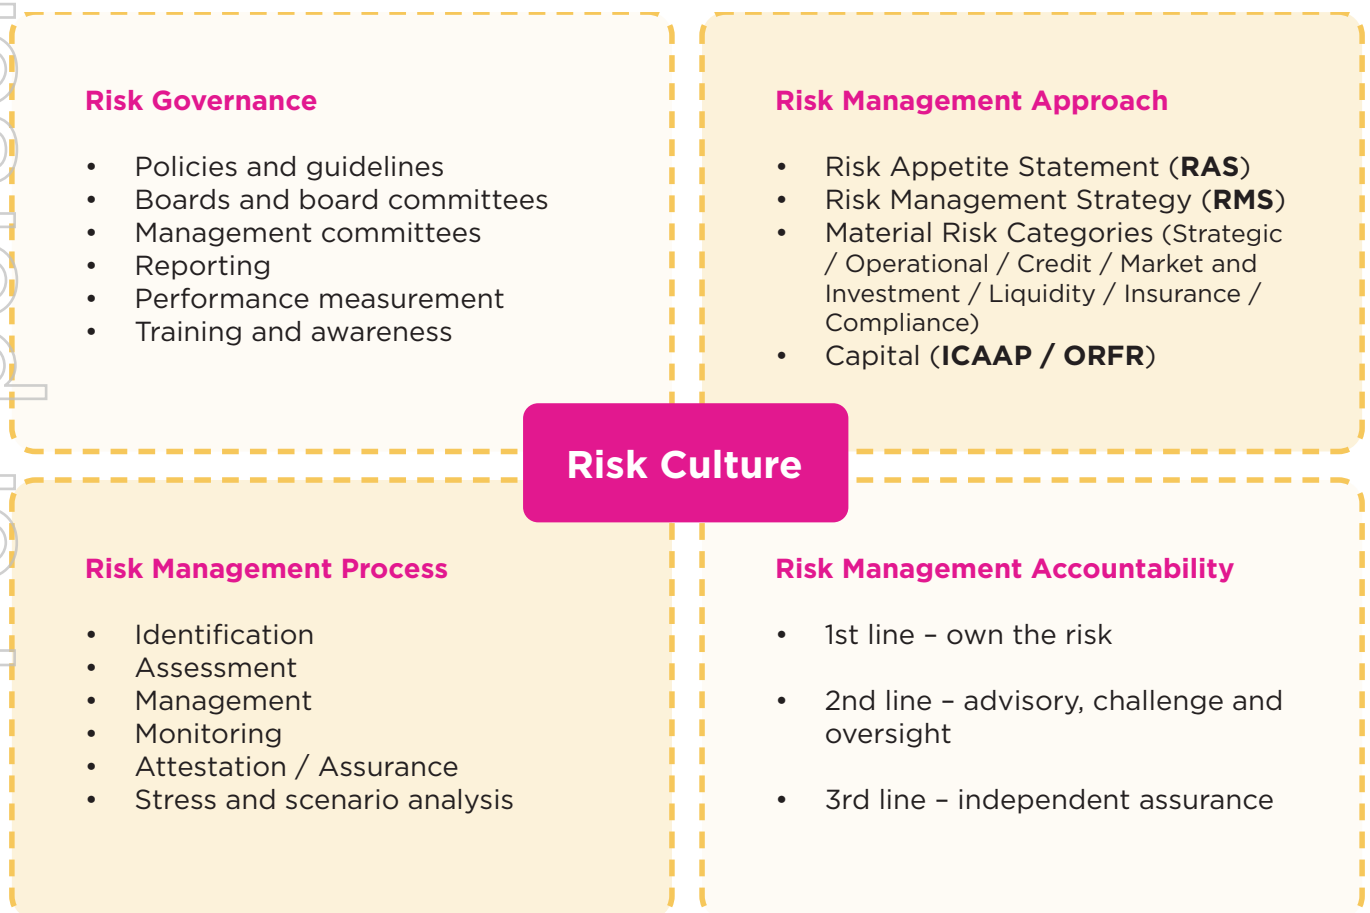 Risk Governance
• Policies and guidelines
• Boards and board committees
• Management committees
• Reporting
• Performance measurement
• Training and awareness
Risk Management Approach
• Risk Appetite Statement (RAS)
• Risk Management Strategy (RMS)
• Material Risk Categories (Strategic
/ Operational / Credit / Market and
Investment / Liquidity / Insurance /
Compliance)
• Capital (ICAAP / ORFR)
Risk Culture
Risk Management Process
• Identification
• Assessment
• Management
• Monitoring
• Attestation / Assurance
• Stress and scenario analysis
Risk Management Accountability
• 1st line – own the risk
• 2nd line – advisory, challenge and
oversight
• 3rd line – independent assurance